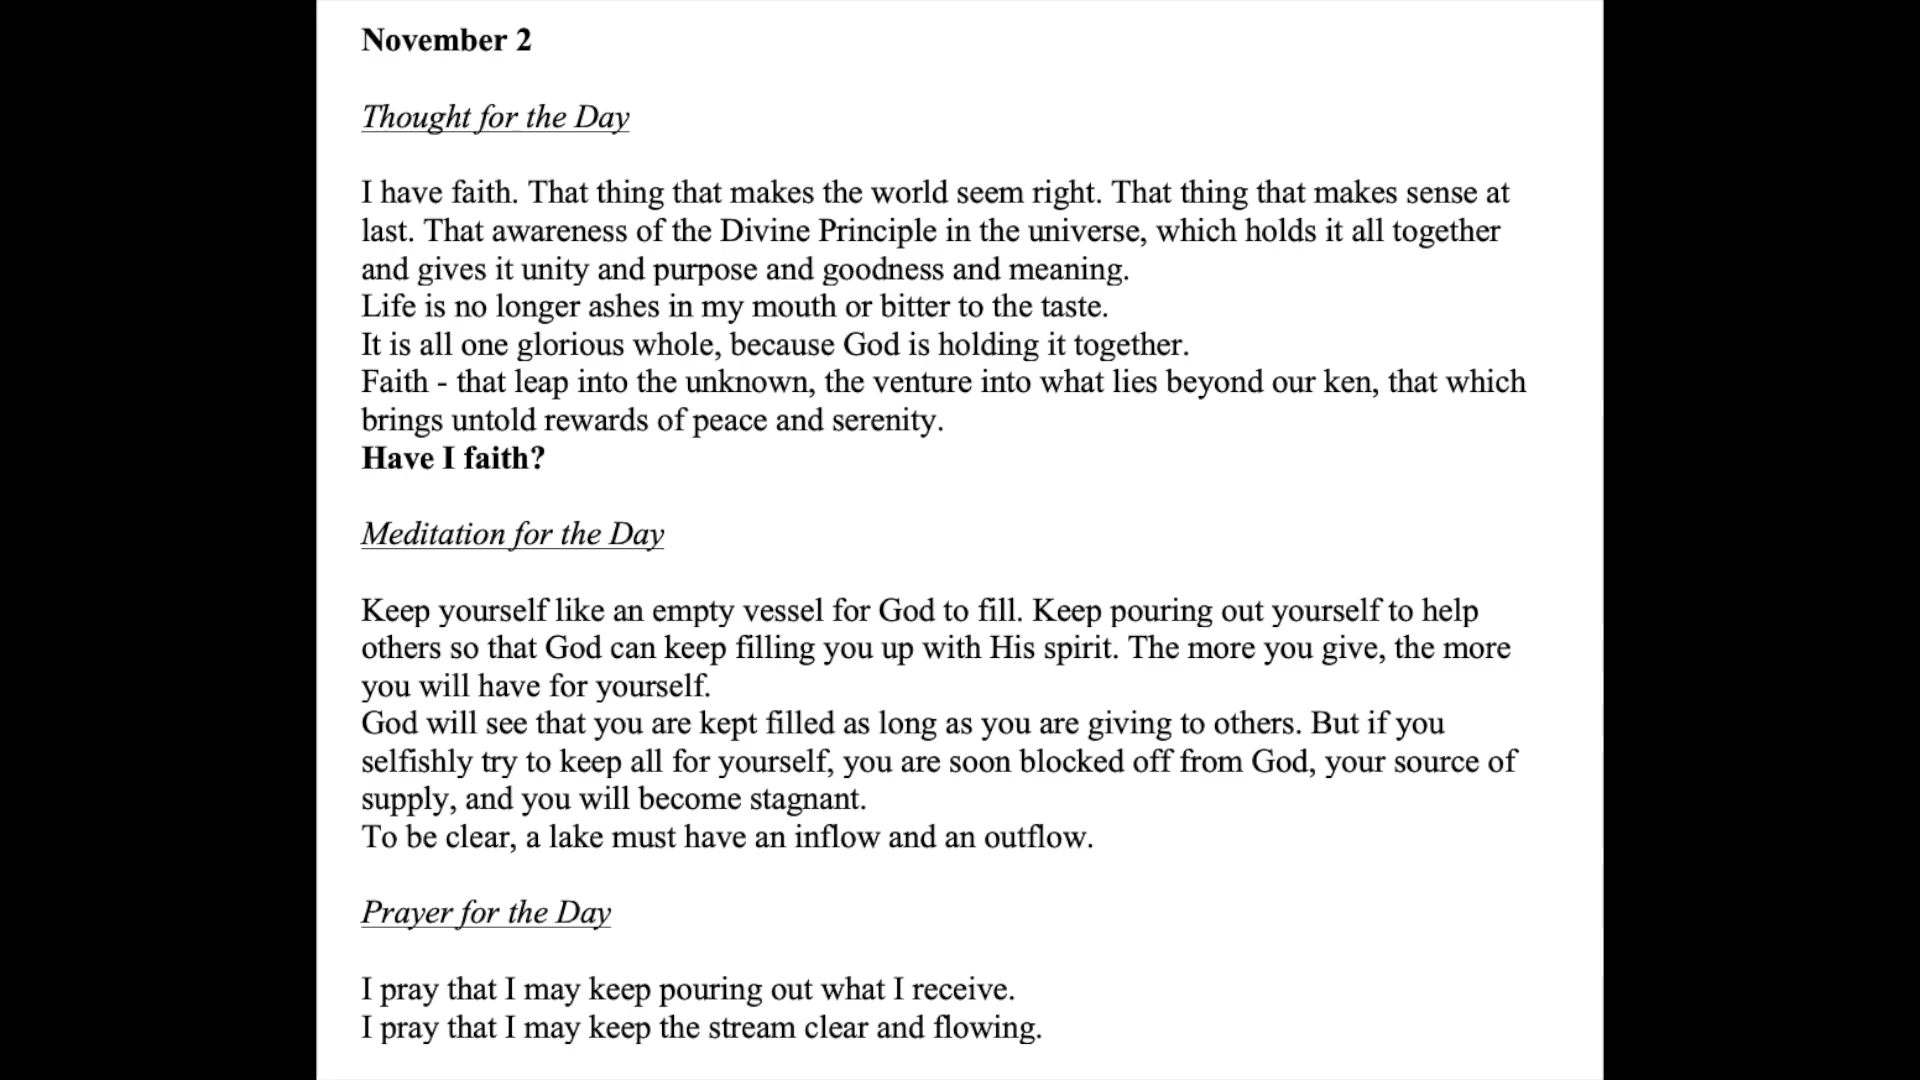 November 2
Thought for the Day
I have faith. That thing that makes the world seem right. That thing that makes sense at
last. That awareness of the Divine Principle in the universe, which holds it all together
and gives it unity and purpose and goodness and meaning.
Life is no longer ashes in my mouth or bitter to the taste.
It is all one glorious whole, because God is holding it together.
Faith - that leap into the unknown, the venture into what lies beyond our ken, that which
brings untold rewards of peace and serenity.
Have I faith?
Meditation for the Day
Keep yourself like an empty vessel for God to fill. Keep pouring out yourself to help
others so that God can keep filling you up with His spirit. The more you give, the more
you will have for yourself.
God will see that you are kept filled as long as you are giving to others. But if you
selfishly try to keep all for yourself, you are soon blocked off from God, your source of
supply, and you will become stagnant.
To be clear, a lake must have an inflow and an outflow.
Prayer for the Day
I pray that I may keep pouring out what I receive.
I pray that I may keep the stream clear and flowing.